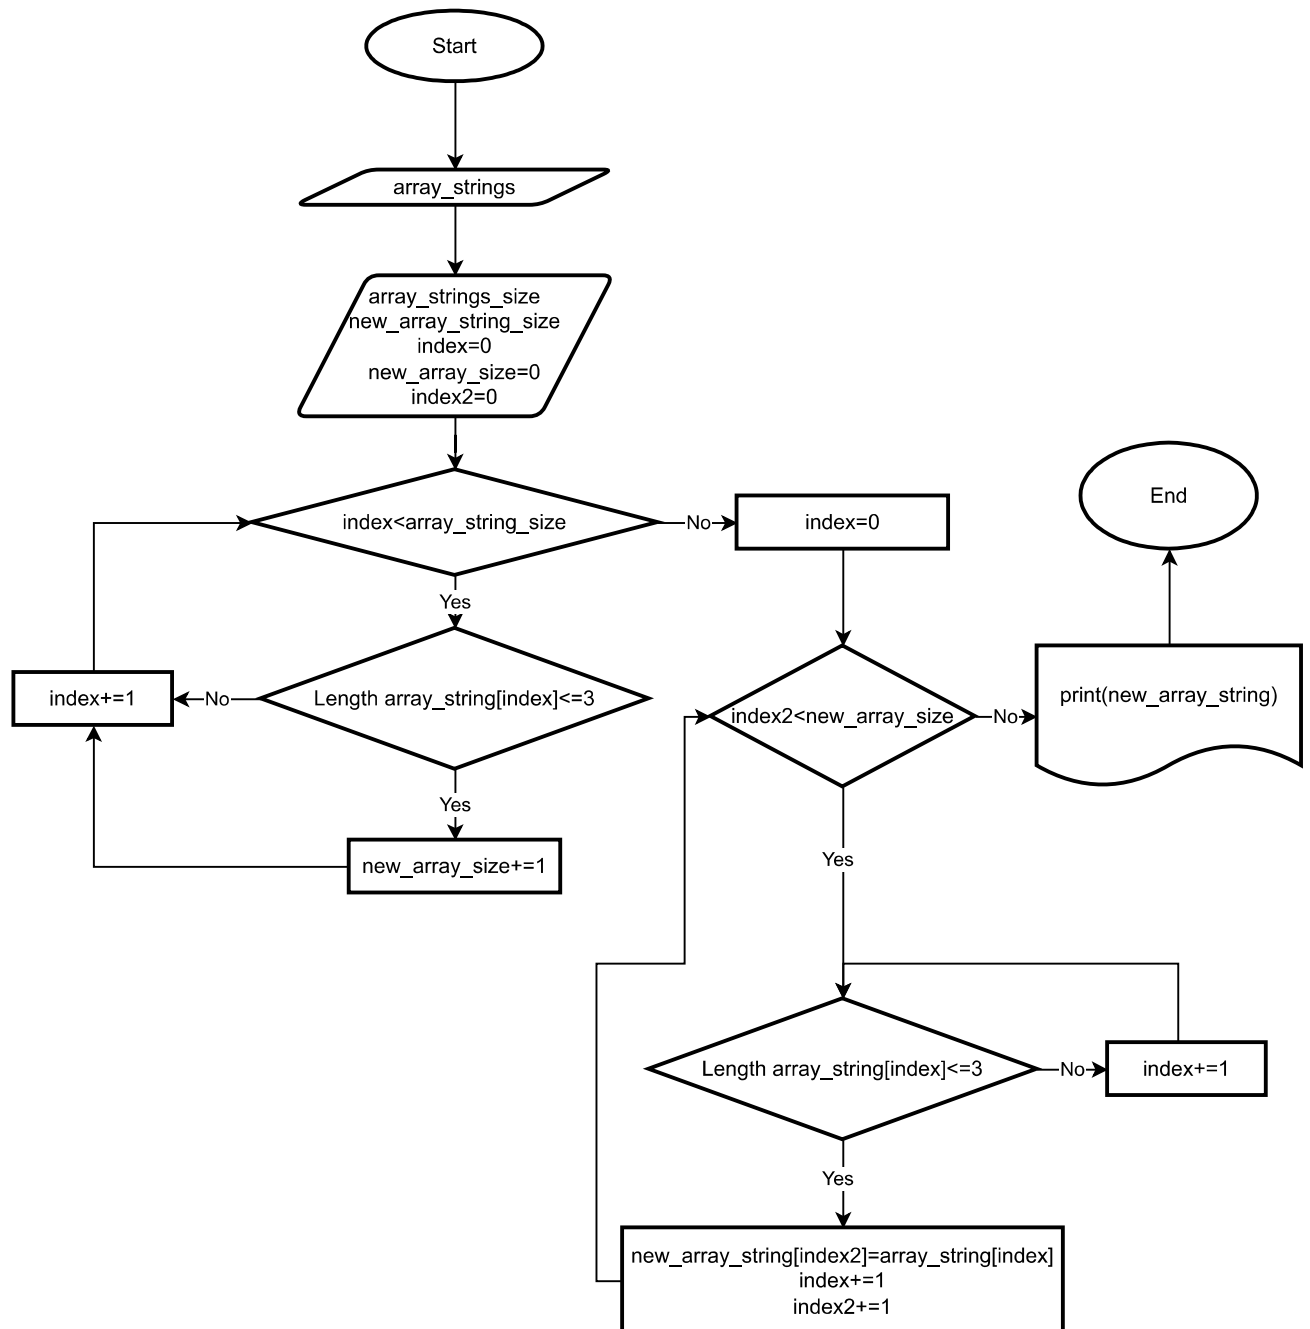 Start
array_strings
array_strings_size
new_array_string_size
index=0
new_array_size=0
index2=0
index<array_string_size
No
index=0
End
Yes
index+=1
No
Length array_string[index]<=3
index2<new_array_size
No
print(new_array_string)
Yes
new_array_size+=1
Yes
Length array_string[index]<=3
No
index+=1
Yes
new_array_string[index2]=array_string[index]
index+=1
index2+=1